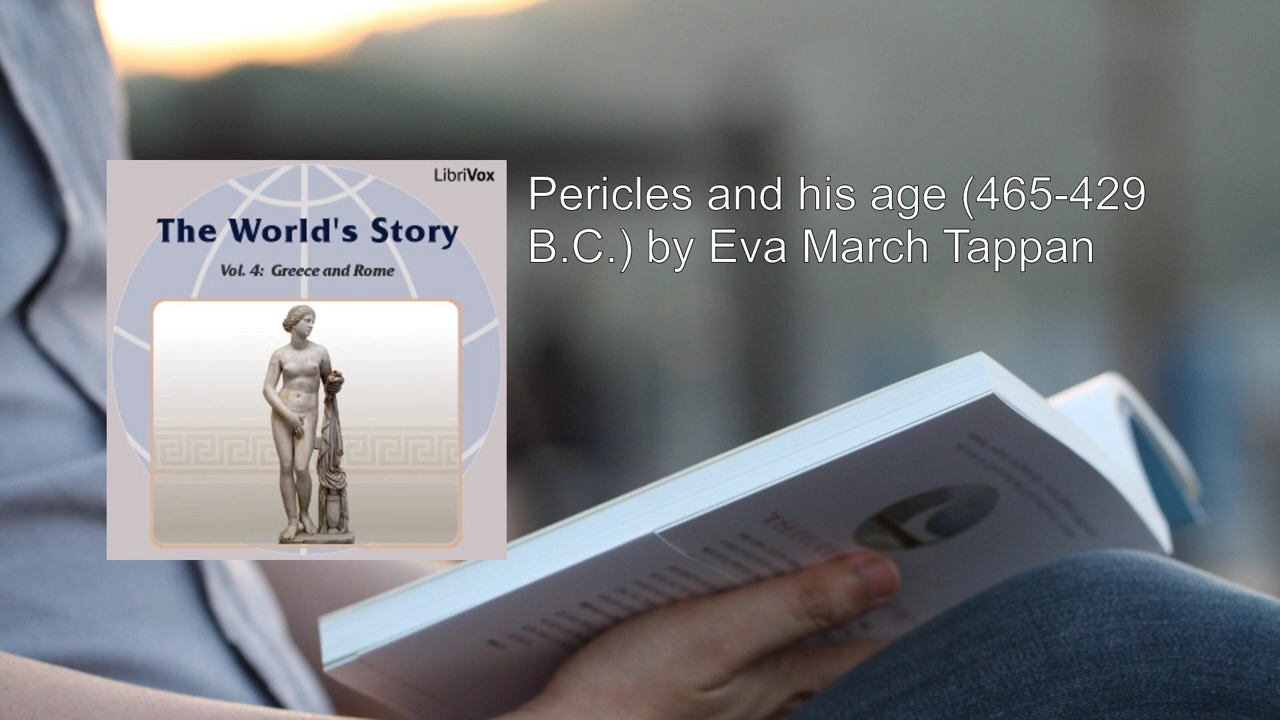 LibriVox
The World's Story
Vol. 4: Greece and Rome
Pericles and his age (465-429
B.C.) by Eva March Tappan